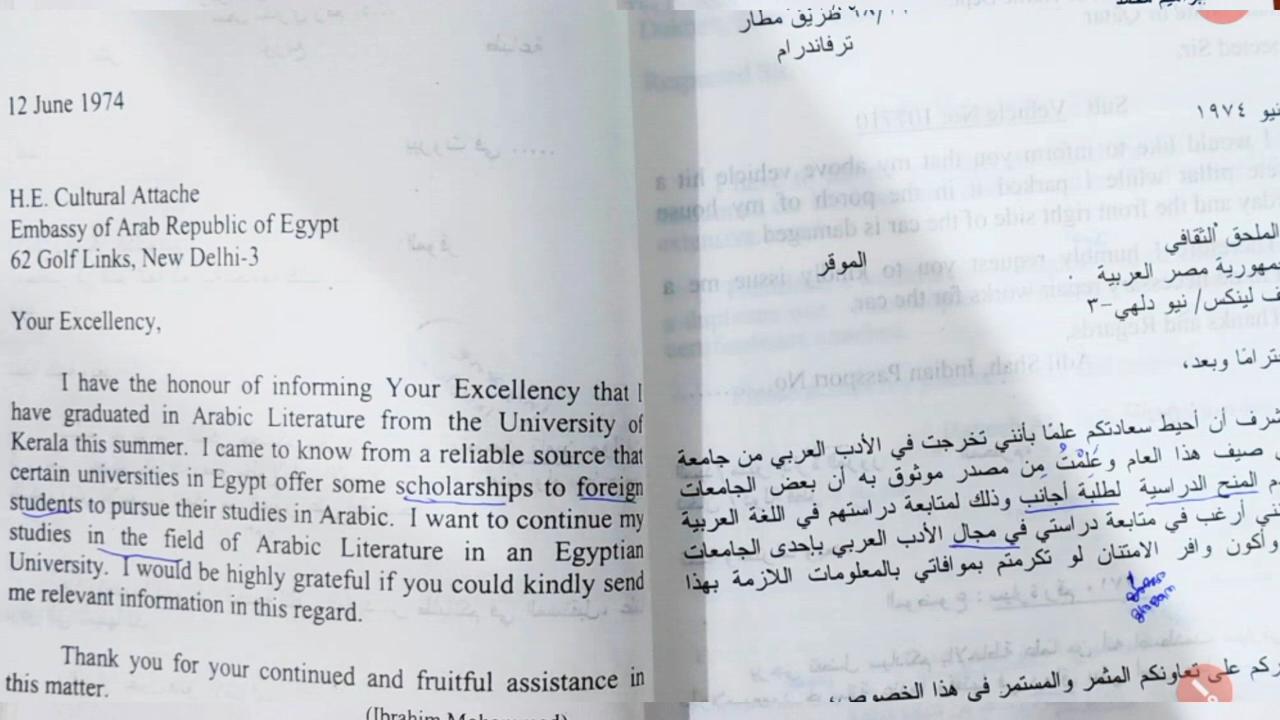 12 June 1974
H.E. Cultural Attache
Embassy of Arab Republic of Egypt
62 Golf Links, New Delhi-3
Your Excellency,
I have the honour of informing Your Excellency that I
have graduated in Arabic Literature from the University of
Kerala this summer. I came to know from a reliable source that
certain universities in Egypt offer some scholarships to foreign
students to pursue their studies in Arabic. I want to continue my
studies in the field of Arabic Literature in an Egyptian
University. I would be highly grateful if you could kindly send
me relevant information in this regard.
Thank you for your continued and fruitful assistance in
this matter.
(Ibrahim Mohammed)
طريق مطار
ترفاندرام
١٩٧٤
الملحق الثقافي
الموقر
مصر العربية
لينكس/ نيو دلهي-٣
وبعد،
أن أحيط سعادتكم علمًا بأنني تخرجت في الأدب العربي من جامعة
صيف هذا العام وعَلِمْتُ مِن مصدر موثوق به أن بعض الجامعات
المنح الدراسية لطلبة أجانب وذلك لمتابعة دراستهم في اللغة العربية
أرغب في متابعة دراستي في مجال الأدب العربي بإحدى الجامعات
وأكون وافر الامتنان لو تكرمتم بموافاتي بالمعلومات اللازمة بهذا
على تعاونكم المثمر والمستمر في هذا الخصوص،